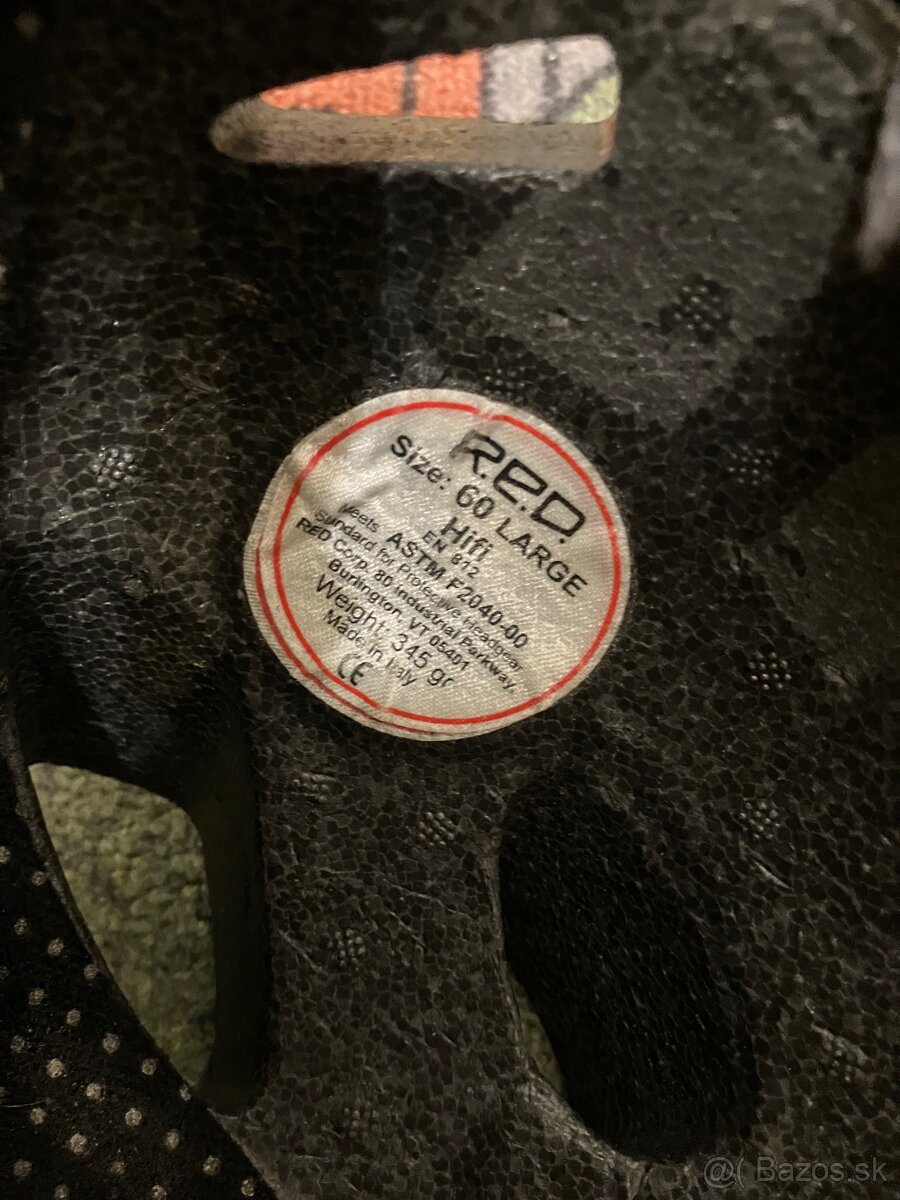 R.E.D.
Size: 60 LARGE
Hifi
EN 812
Meets ASTM F2040-00
Standard for Protective Headgear
RED Corp. 80 Industrial Parkway,
Burlington VT 05401
Weight: 345 gr
Made in Italy
CE
@( Bazos.sk